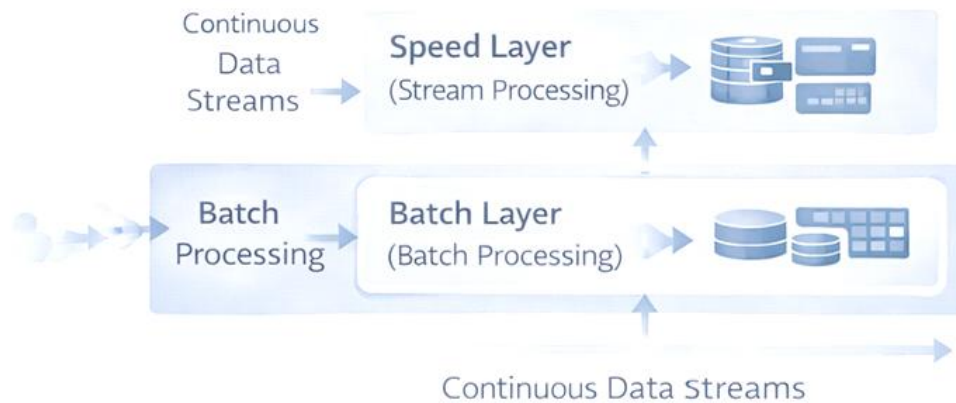 Continuous
Data
Streams
Speed Layer
(Stream Processing)
Batch
Processing
Batch Layer
(Batch Processing)
Continuous Data Streams